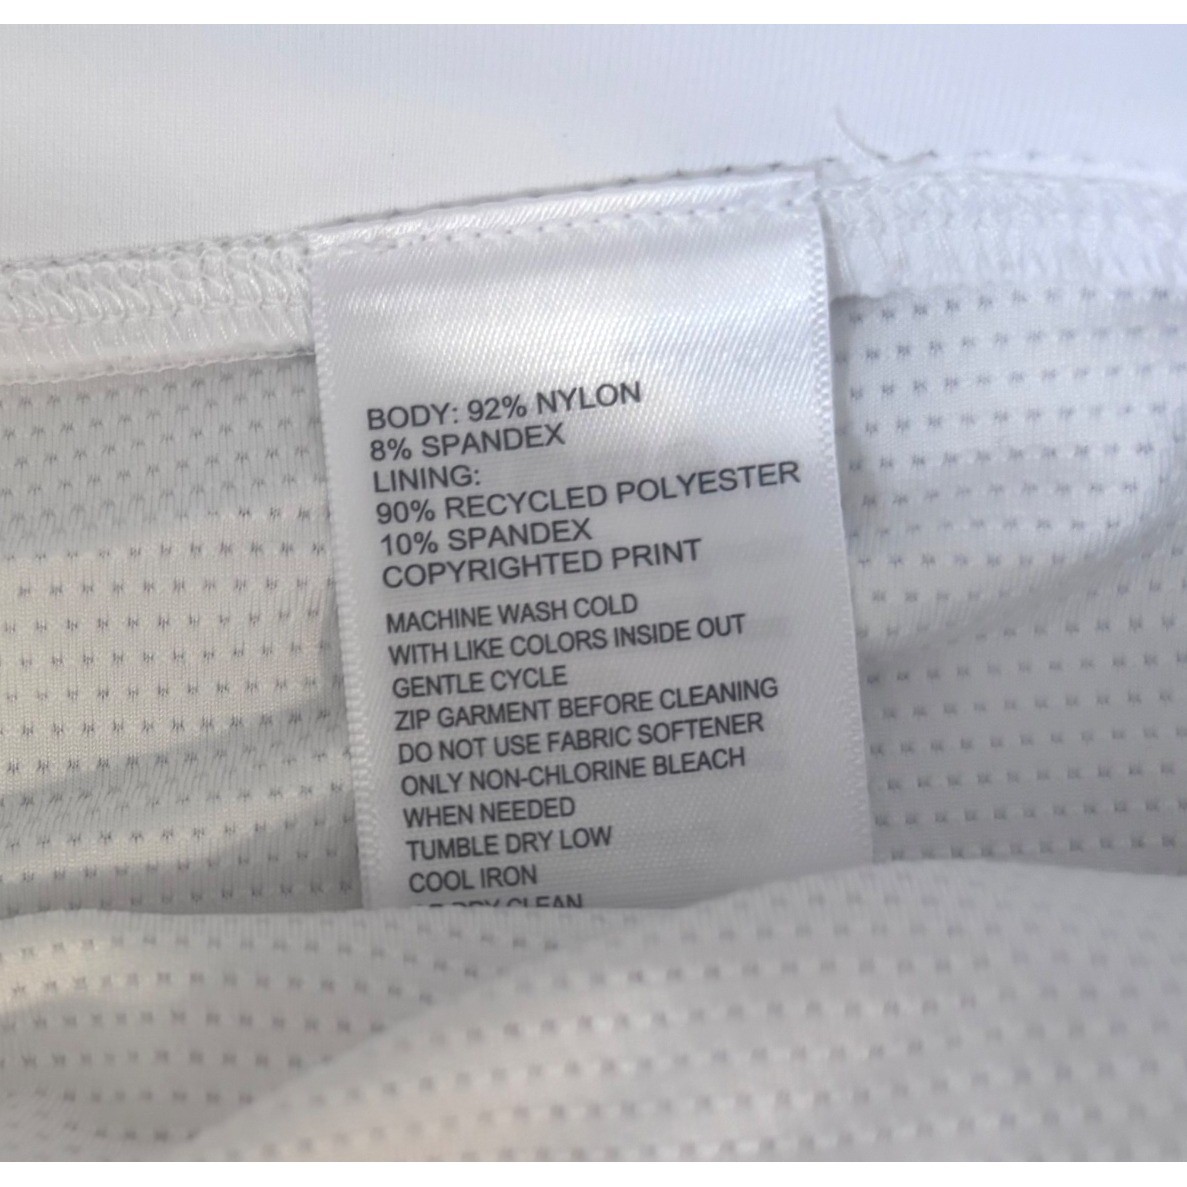 BODY: 92% NYLON
8% SPANDEX
LINING:
90% RECYCLED POLYESTER
10% SPANDEX
COPYRIGHTED PRINT
MACHINE WASH COLD
WITH LIKE COLORS INSIDE OUT
GENTLE CYCLE
ZIP GARMENT BEFORE CLEANING
DO NOT USE FABRIC SOFTENER
ONLY NON-CHLORINE BLEACH
WHEN NEEDED
TUMBLE DRY LOW
COOL IRON
DRY CLEAN